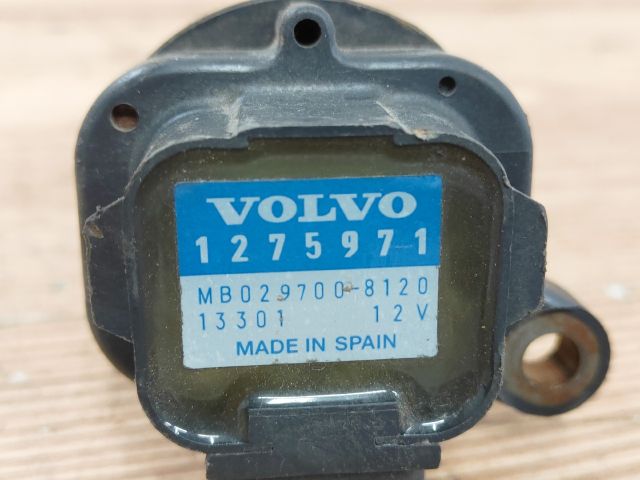 VOLVO
1275971
MB029700-8120
13301 12V
MADE IN SPAIN